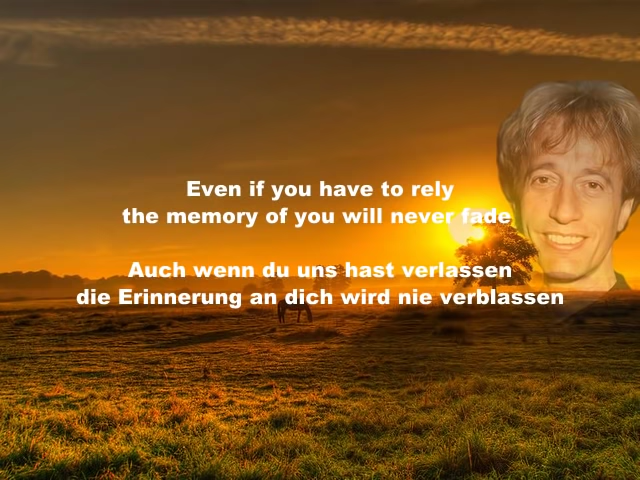 Even if you have to rely
the memory of you will never fade
Auch wenn du uns hast verlassen
die Erinnerung an dich wird nie verblassen